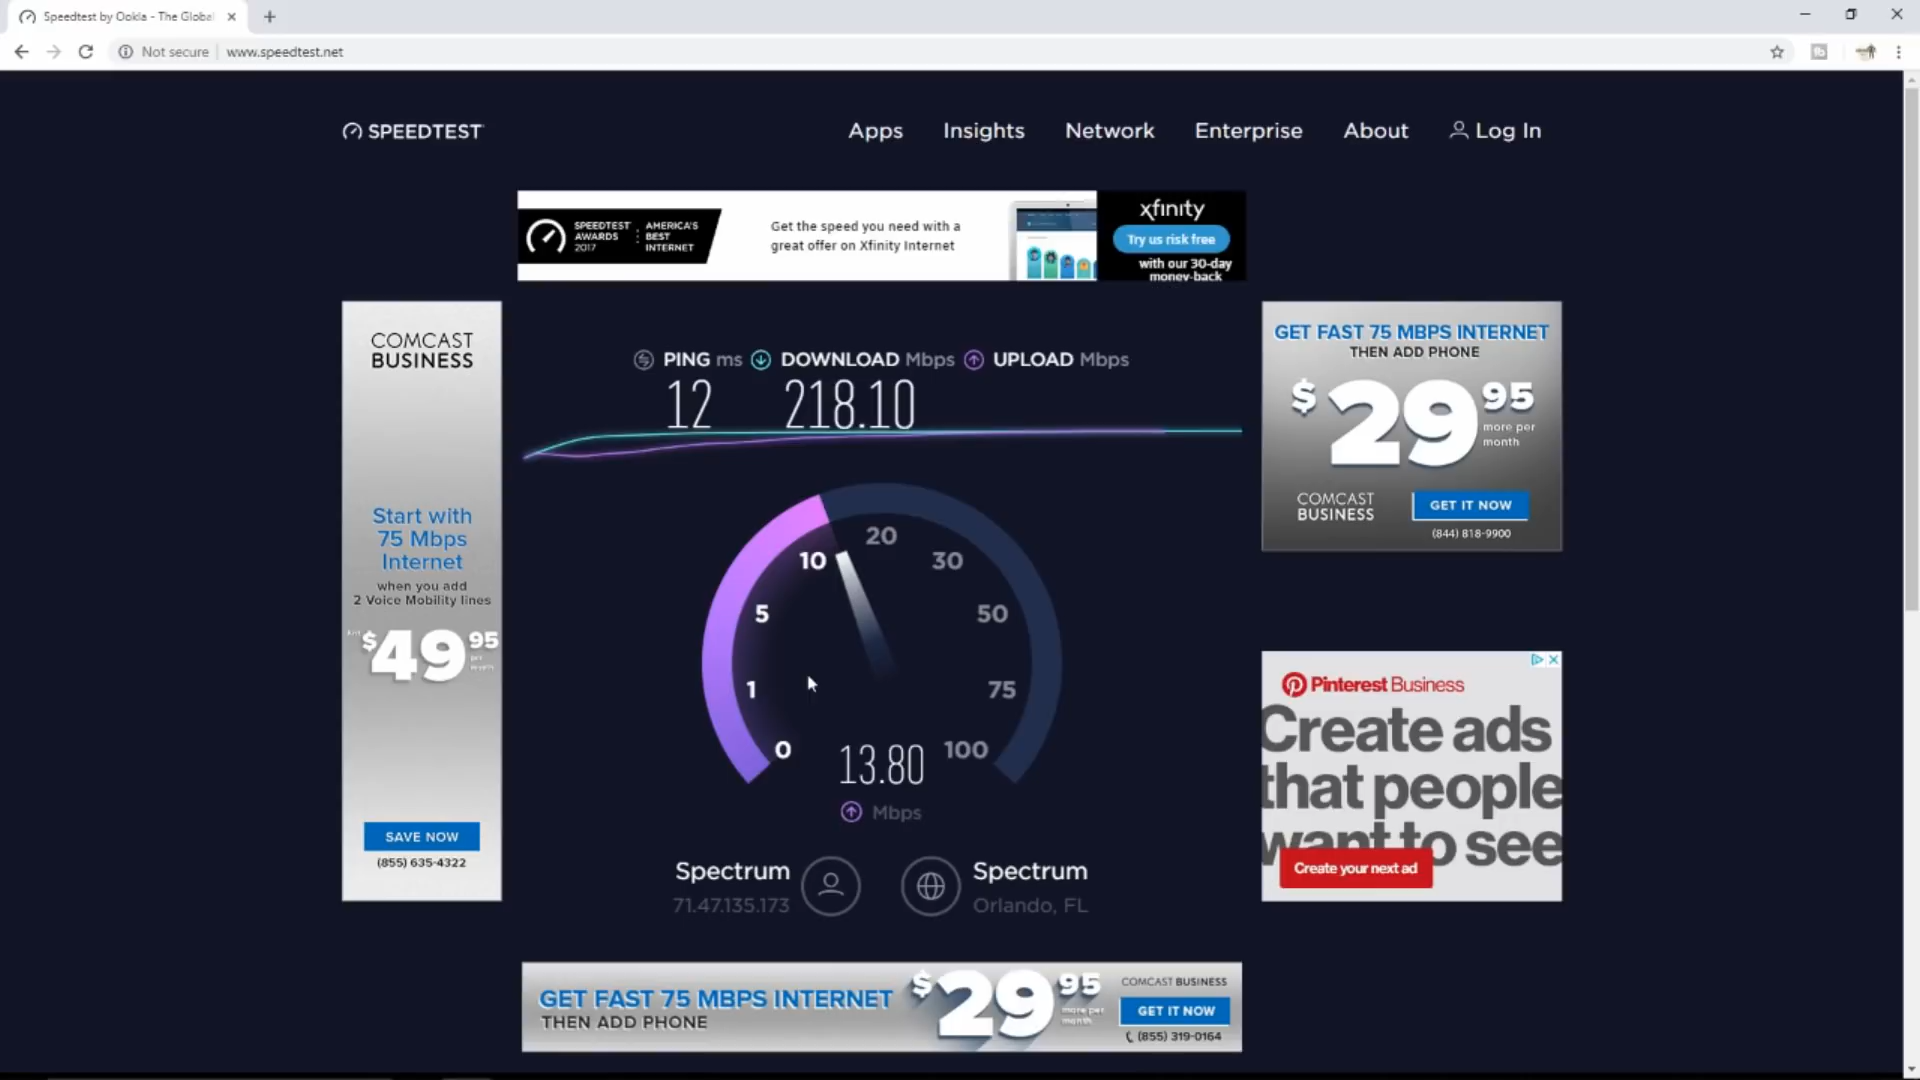 Speedtest by Ookla - The Global
Not secure
www.speedtest.net
SPEEDTEST
Apps
Insights
Network
Enterprise
About
Log In
SPEEDTEST
AWARDS
2017
AMERICA'S
BEST
INTERNET
Get the speed you need with a
great offer on Xfinity Internet
xfinity
Try us risk free
with our 30-day
money-back
COMCAST
BUSINESS
Start with
75 Mbps
Internet
when you add
2 Voice Mobility lines
$49 95
per
month
SAVE NOW
(855) 635-4322
PING ms
DOWNLOAD Mbps
UPLOAD Mbps
12
218.10
0
1
5
10
20
30
50
75
100
13.80
Mbps
Spectrum
71.47.135.173
Spectrum
Orlando, FL
GET FAST 75 MBPS INTERNET
THEN ADD PHONE
$29 95
more per
month
COMCAST
BUSINESS
GET IT NOW
(844) 818-9900
Pinterest Business
Create ads
that people
want to see
Create your next ad
GET FAST 75 MBPS INTERNET
THEN ADD PHONE
$29 95
more per
month
COMCAST BUSINESS
GET IT NOW
(855) 319-0164